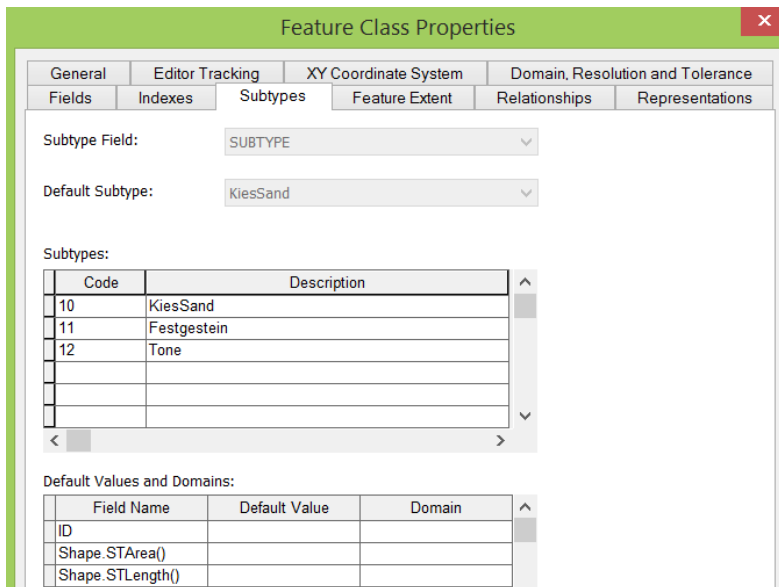 Feature Class Properties
General Editor Tracking XY Coordinate System Domain, Resolution and Tolerance
Fields Indexes Subtypes Feature Extent Relationships Representations
Subtype Field: SUBTYPE
Default Subtype: KiesSand
Subtypes:
Code Description
10 KiesSand
11 Festgestein
12 Tone
Default Values and Domains:
Field Name Default Value Domain
ID
Shape.STArea()
Shape.STLength()